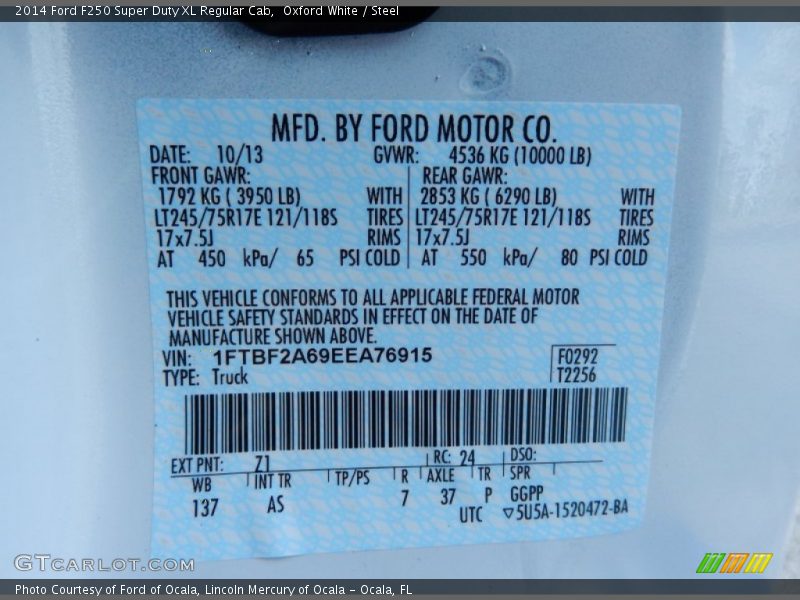 2014 Ford F250 Super Duty XL Regular Cab, Oxford White / Steel
MFD. BY FORD MOTOR CO.
DATE: 10/13 GVWR: 4536 KG (10000 LB)
FRONT GAWR: REAR GAWR:
1792 KG ( 3950 LB) WITH 2853 KG ( 6290 LB) WITH
LT245/75R17E 121/118S TIRES LT245/75R17E 121/118S TIRES
17x7.5J RIMS 17x7.5J RIMS
AT 450 kPa/ 65 PSI COLD AT 550 kPa/ 80 PSI COLD
THIS VEHICLE CONFORMS TO ALL APPLICABLE FEDERAL MOTOR
VEHICLE SAFETY STANDARDS IN EFFECT ON THE DATE OF
MANUFACTURE SHOWN ABOVE.
VIN: 1FTBF2A69EEA76915 F0292
TYPE: Truck T2256
EXT PNT: Z1 RC: 24 DSO:
WB INT TR TP/PS R AXLE TR SPR
137 AS 7 37 P GGPP
UTC ▽5U5A-1520472-BA
GTCARLOT.COM
Photo Courtesy of Ford of Ocala, Lincoln Mercury of Ocala – Ocala, FL